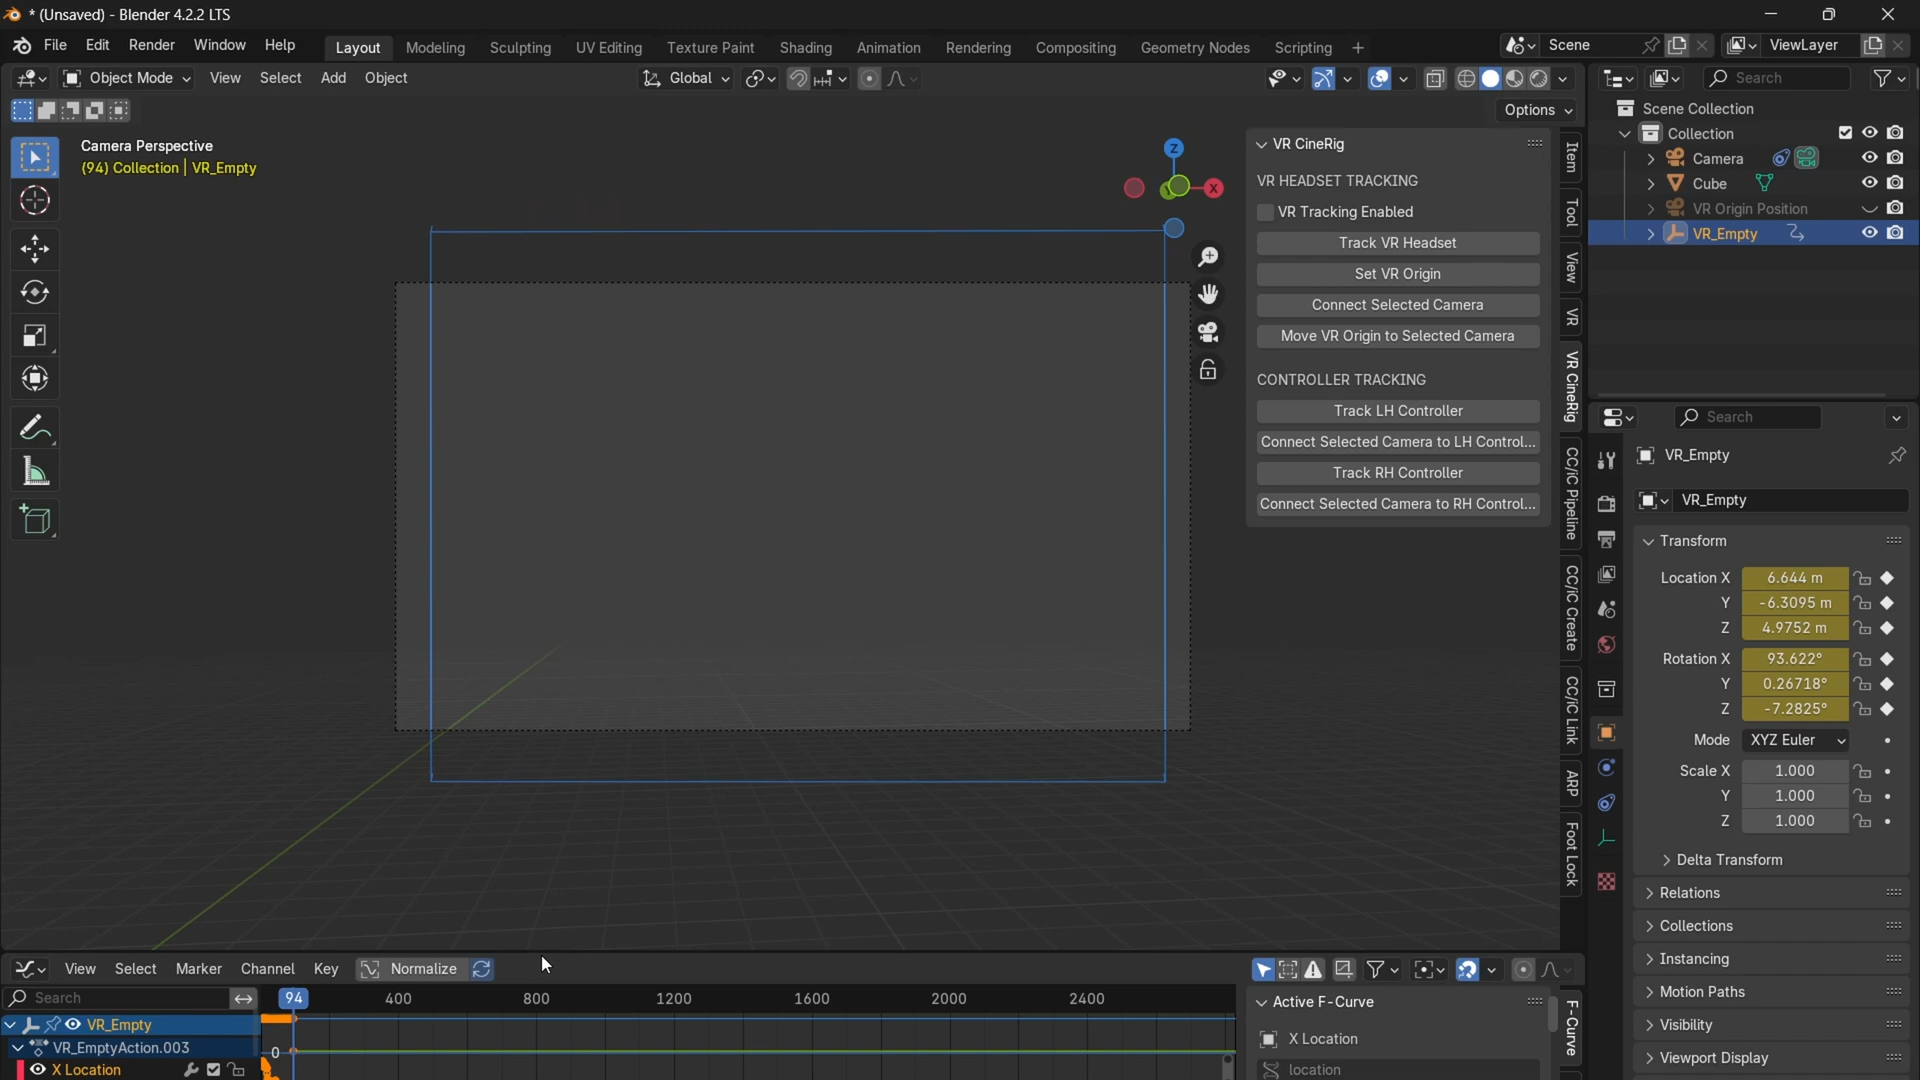 * (Unsaved) - Blender 4.2.2 LTS
File Edit Render Window Help
Layout Modeling Sculpting UV Editing Texture Paint Shading Animation Rendering Compositing Geometry Nodes Scripting +
Scene
ViewLayer
Object Mode View Select Add Object
Global
Search
Options
Camera Perspective
(94) Collection | VR_Empty
Z
X
VR CineRig
VR HEADSET TRACKING
VR Tracking Enabled
Track VR Headset
Set VR Origin
Connect Selected Camera
Move VR Origin to Selected Camera
CONTROLLER TRACKING
Track LH Controller
Connect Selected Camera to LH Control...
Track RH Controller
Connect Selected Camera to RH Control...
Item
Tool
View
VR
VR CineRig
CC/iC Pipeline
CC/iC Create
CC/iC Link
ARP
Foot Lock
Scene Collection
Collection
Camera
Cube
VR Origin Position
VR_Empty
Search
VR_Empty
VR_Empty
Transform
Location X 6.644 m
Y -6.3095 m
Z 4.9752 m
Rotation X 93.622°
Y 0.26718°
Z -7.2825°
Mode XYZ Euler
Scale X 1.000
Y 1.000
Z 1.000
Delta Transform
Relations
Collections
Instancing
Motion Paths
Visibility
Viewport Display
View Select Marker Channel Key Normalize
Search
94 400 800 1200 1600 2000 2400
VR_Empty
VR_EmptyAction.003
0
X Location
Active F-Curve
X Location
location
F-Curve